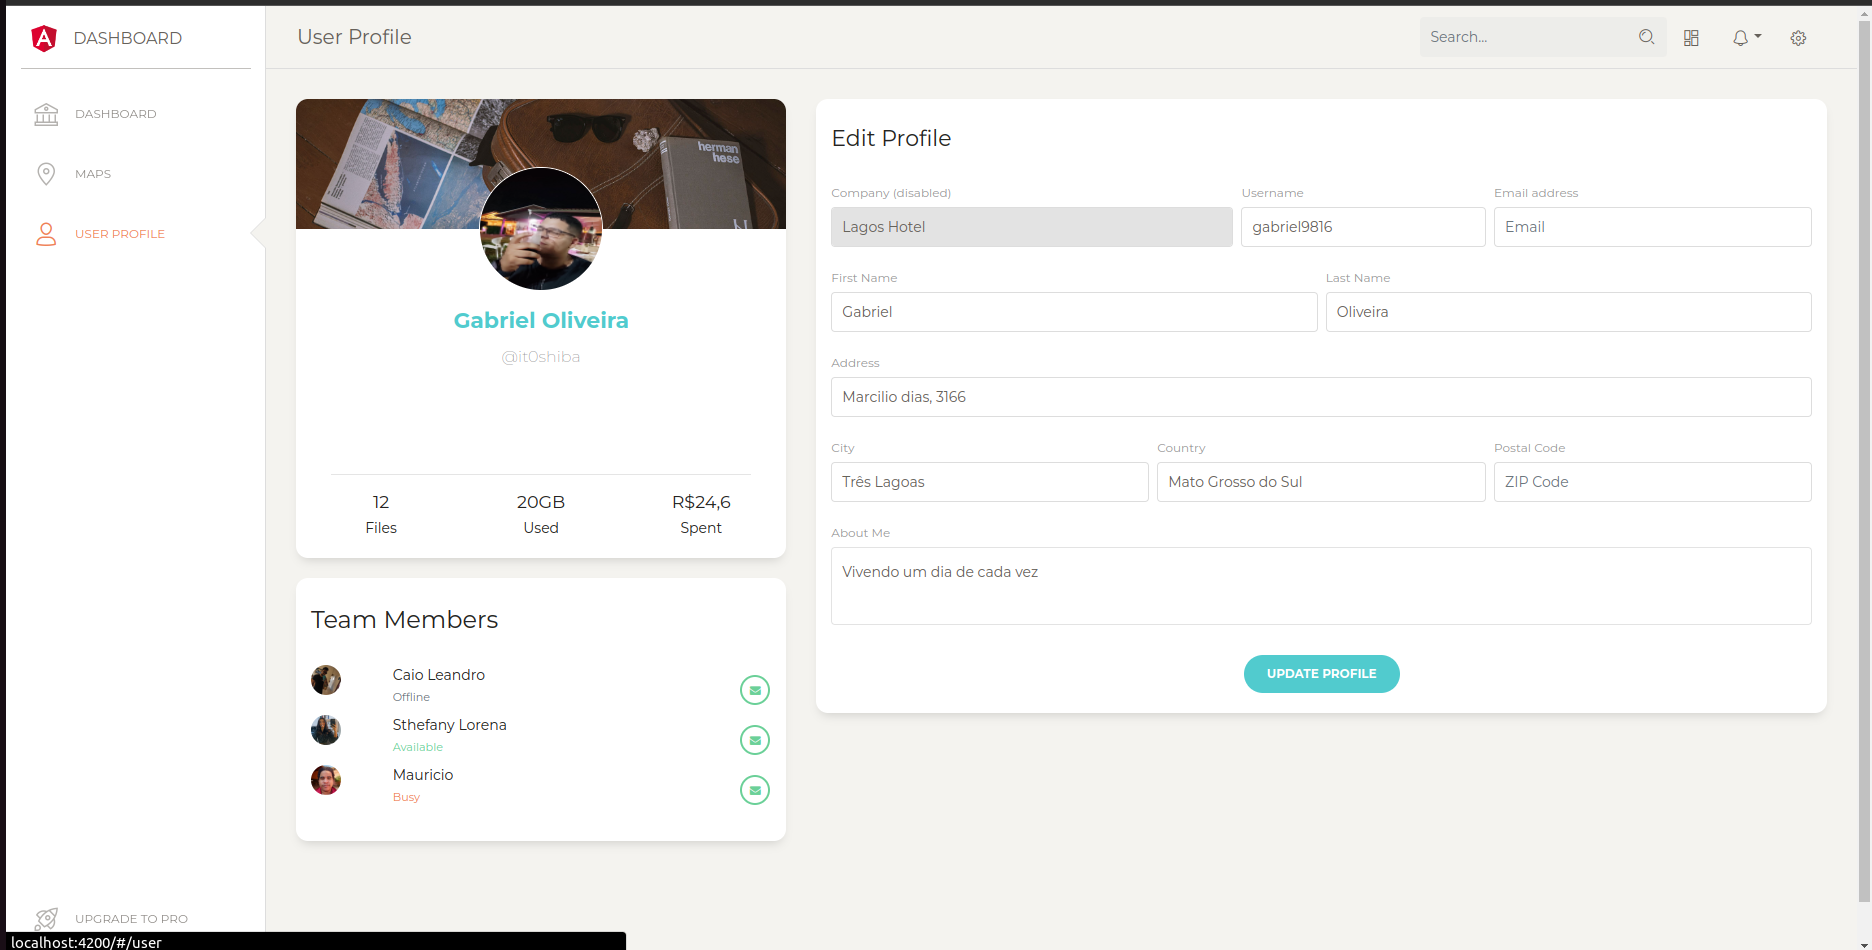 DASHBOARD
User Profile
Search...
DASHBOARD
MAPS
USER PROFILE
herman
hese
Gabriel Oliveira
@it0shiba
12
Files
20GB
Used
R$24,6
Spent
Team Members
Caio Leandro
Offline
Sthefany Lorena
Available
Mauricio
Busy
Edit Profile
Company (disabled)
Lagos Hotel
Username
gabriel9816
Email address
Email
First Name
Gabriel
Last Name
Oliveira
Address
Marcilio dias, 3166
City
Três Lagoas
Country
Mato Grosso do Sul
Postal Code
ZIP Code
About Me
Vivendo um dia de cada vez
UPDATE PROFILE
UPGRADE TO PRO
localhost:4200/#/user